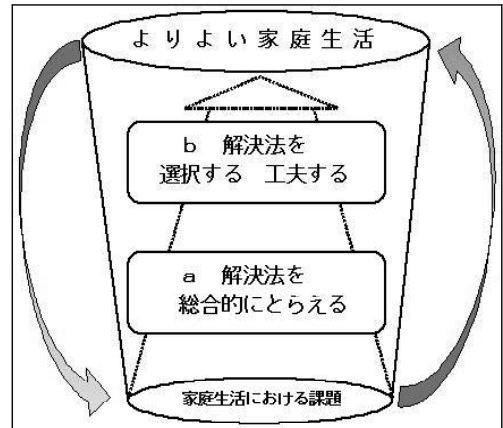 よりよい家庭生活
b 解決法を
選択する 工夫する
a 解決法を
総合的にとらえる
家庭生活における課題